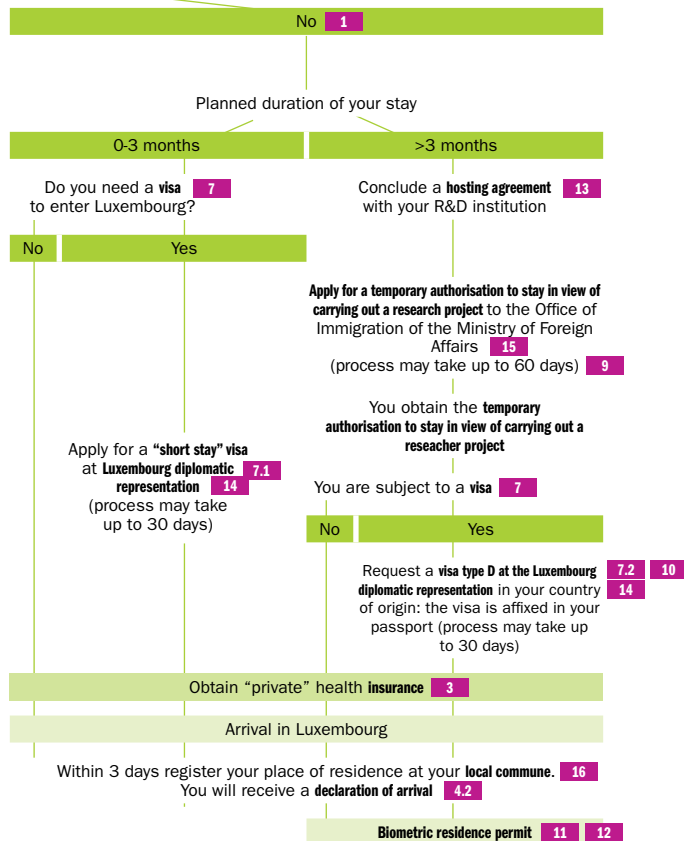 No 1
Planned duration of your stay
0-3 months
>3 months
Do you need a visa 7
to enter Luxembourg?
Conclude a hosting agreement 13
with your R&D institution
No
Yes
Apply for a temporary authorisation to stay in view of
carrying out a research project to the Office of
Immigration of the Ministry of Foreign
Affairs 15
(process may take up to 60 days) 9
You obtain the temporary
authorisation to stay in view of carrying out a
reseacher project
Apply for a “short stay” visa
at Luxembourg diplomatic 7.1
representation 14
(process may take
up to 30 days)
You are subject to a visa 7
No
Yes
Request a visa type D at the Luxembourg 7.2 10
diplomatic representation in your country 14
of origin: the visa is affixed in your
passport (process may take up
to 30 days)
Obtain “private” health insurance 3
Arrival in Luxembourg
Within 3 days register your place of residence at your local commune. 16
You will receive a declaration of arrival 4.2
Biometric residence permit 11 12